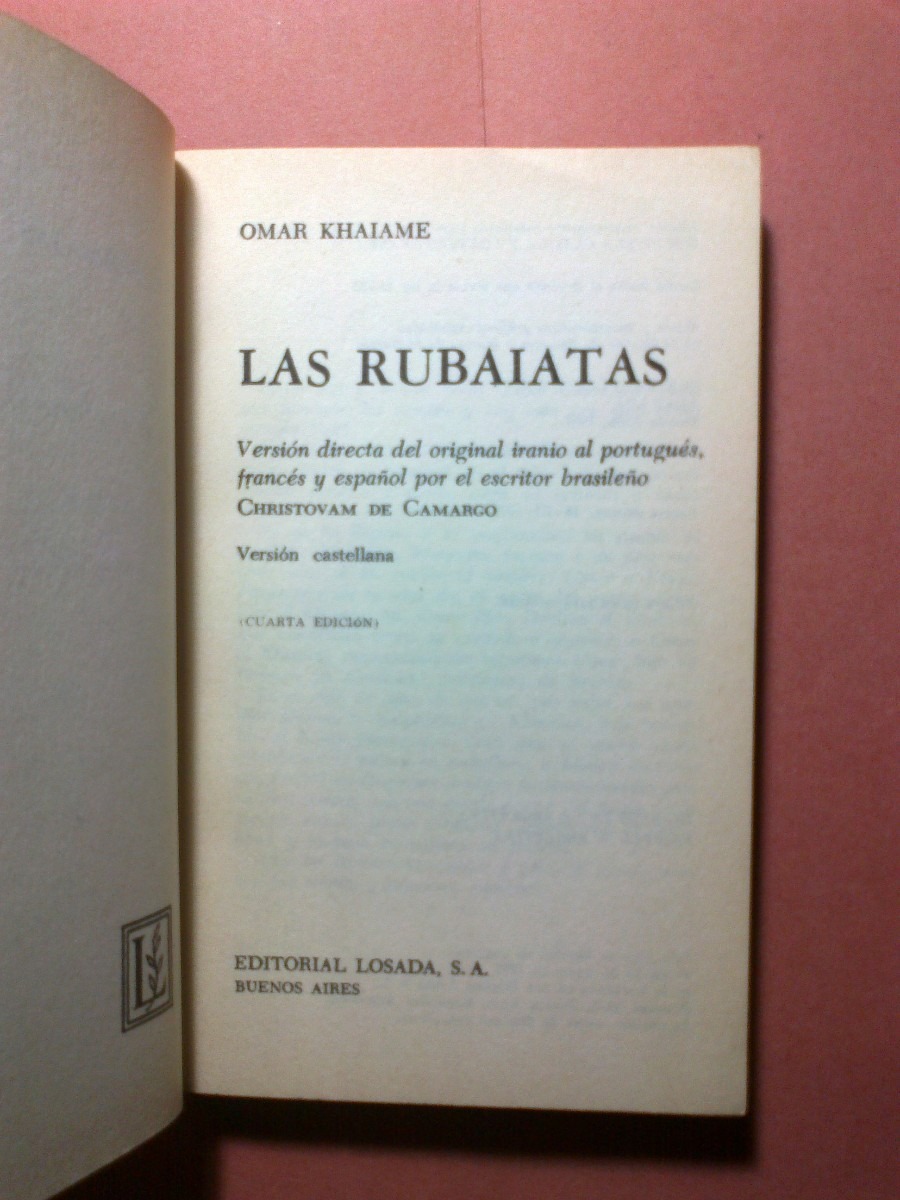 OMAR KHAIAME
LAS RUBAIATAS
Versión directa del original iranio al portugués,
francés y español por el escritor brasileño
CHRISTOVAM DE CAMARGO
Versión castellana
(CUARTA EDICIÓN)
EDITORIAL LOSADA, S. A.
BUENOS AIRES
L